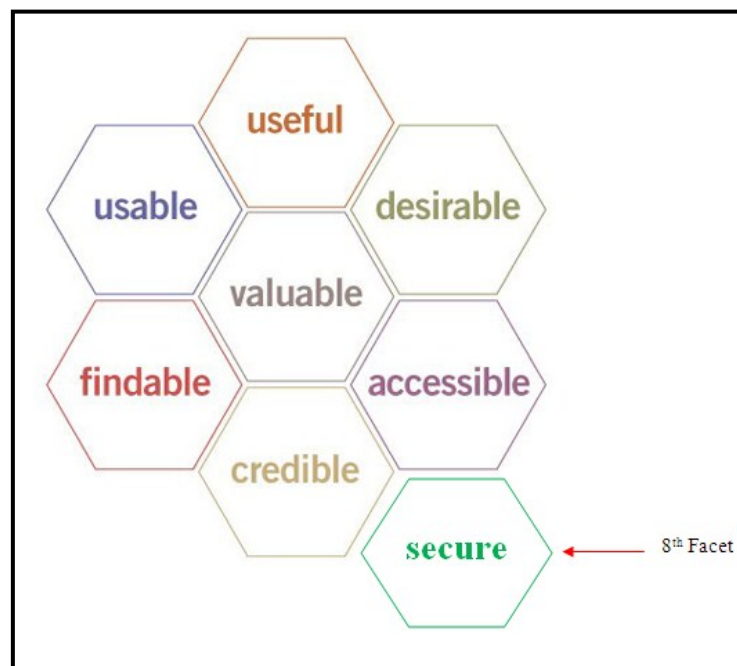 useful
usable
desirable
valuable
findable
accessible
credible
secure
8th Facet